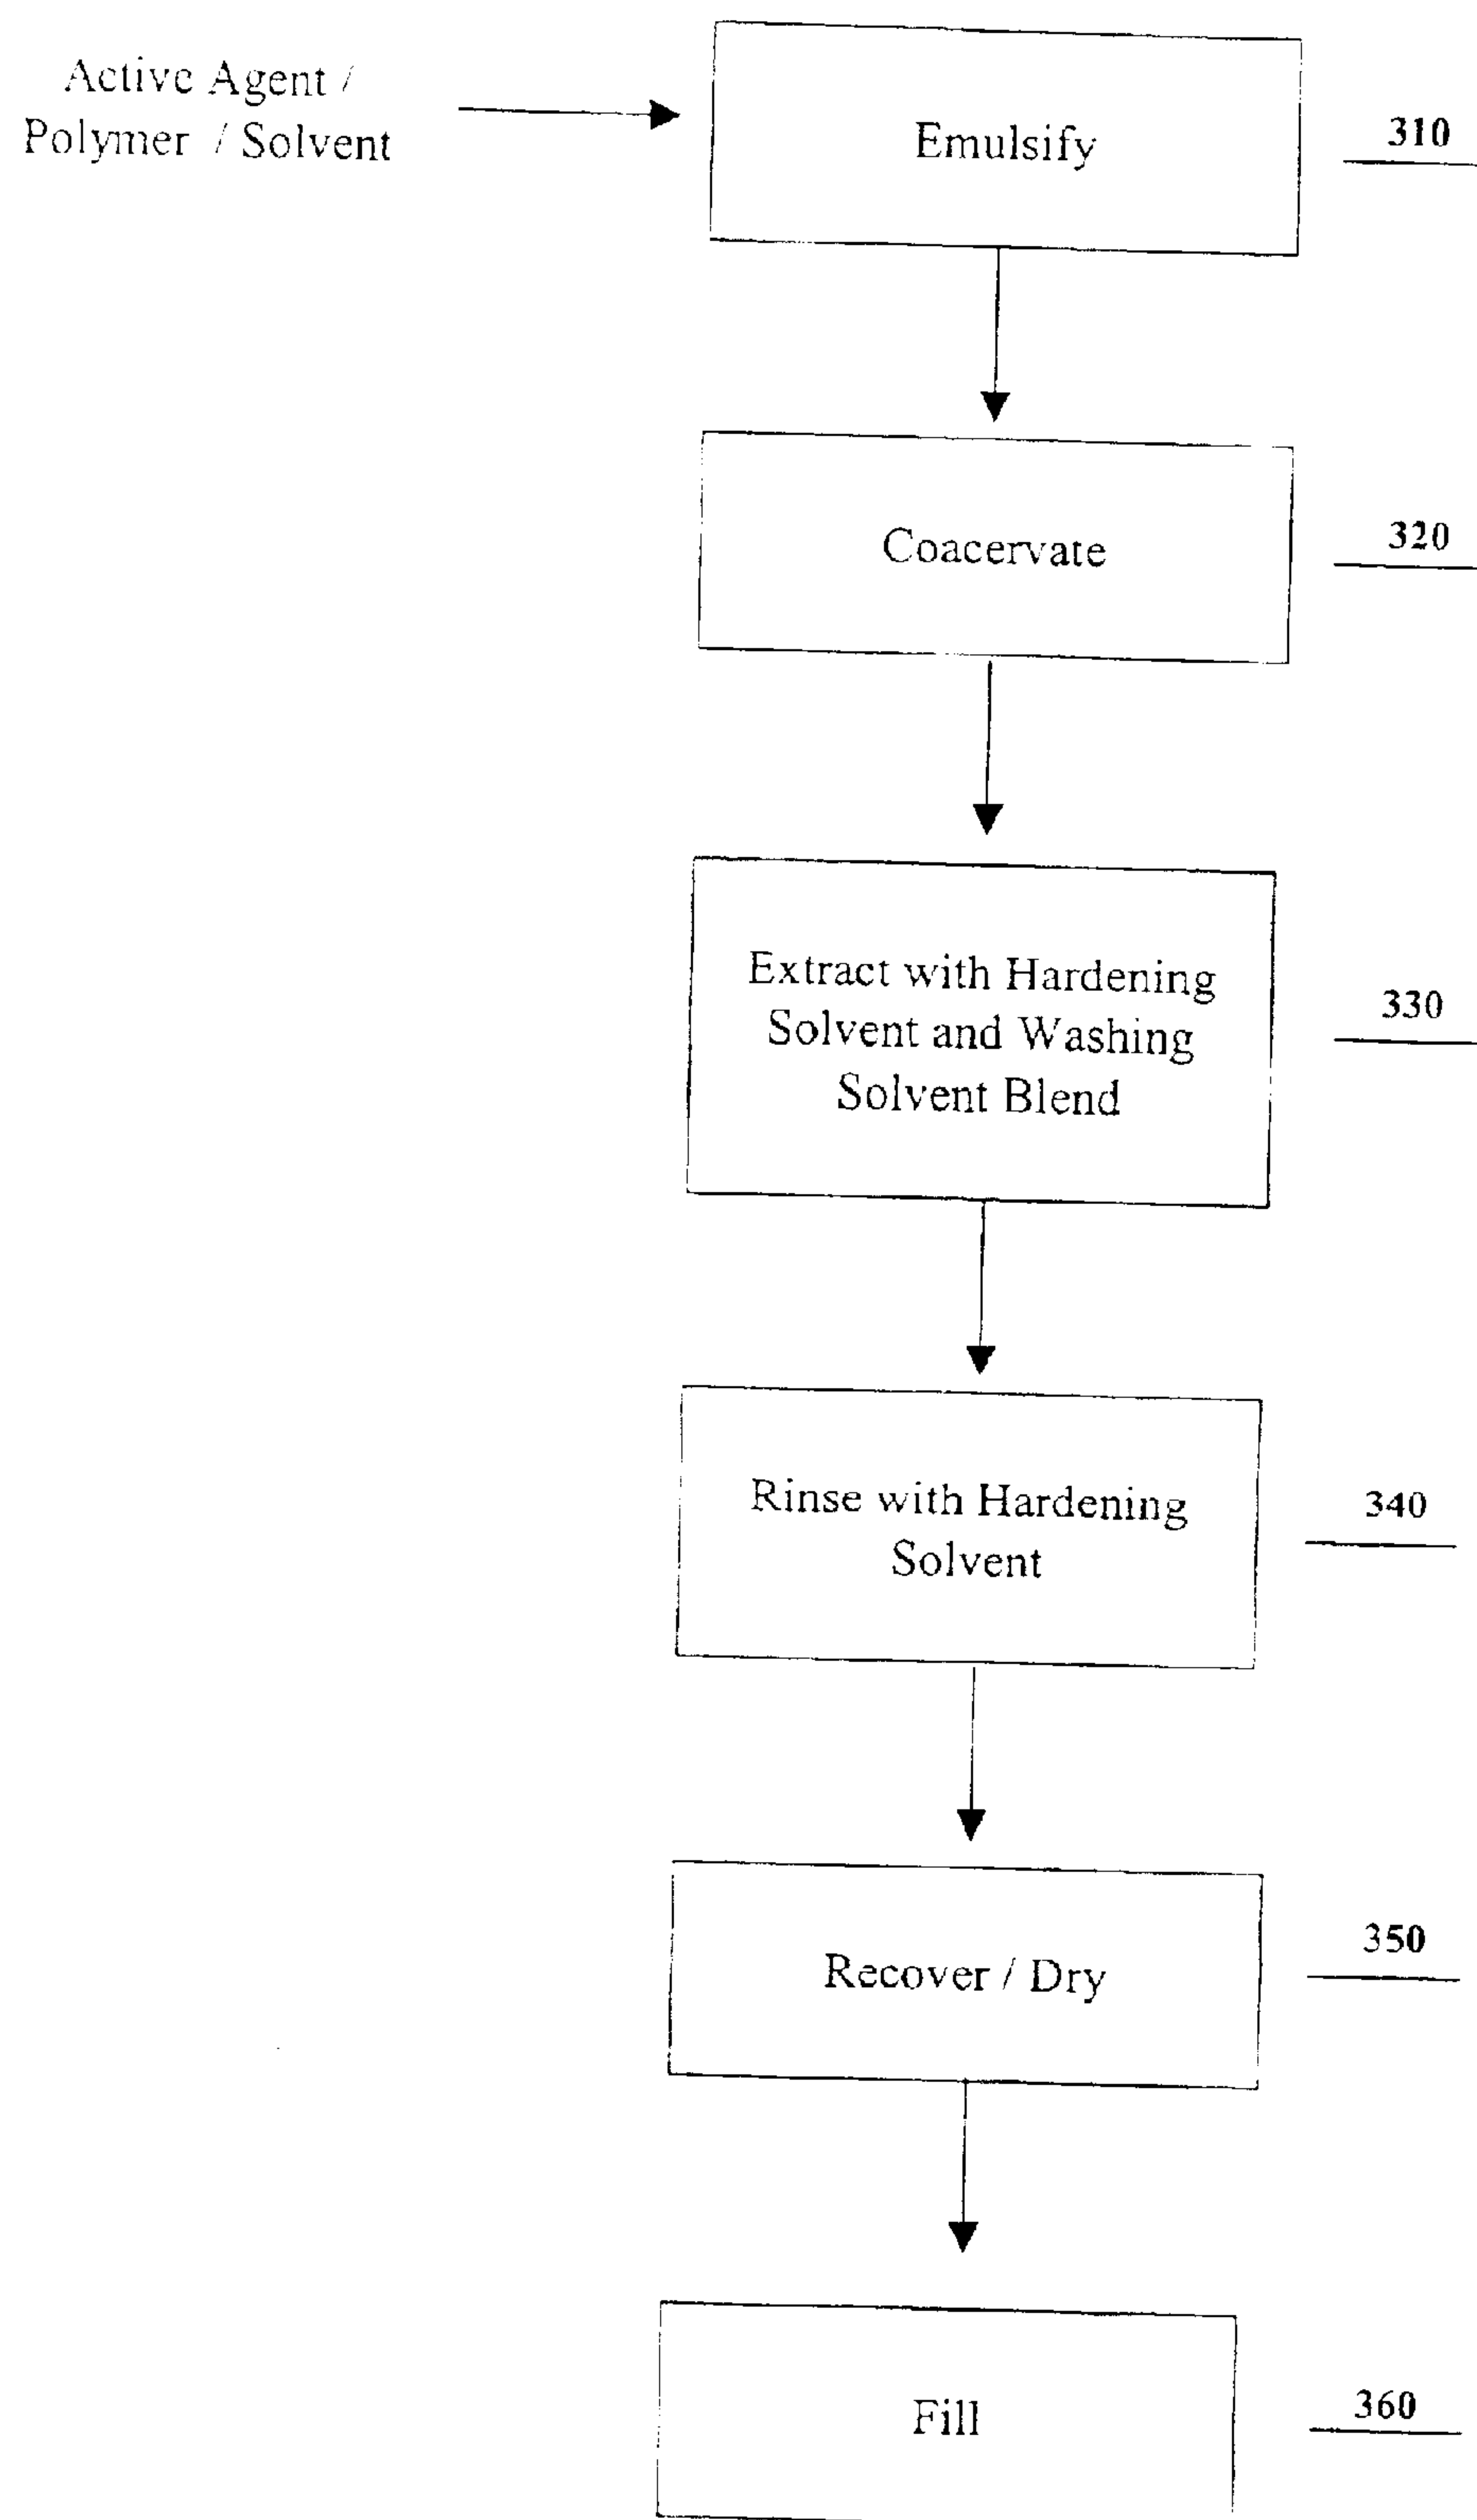 Active Agent /
Polymer / Solvent
Emulsify
310
Coacervate
320
Extract with Hardening
Solvent and Washing
Solvent Blend
330
Rinse with Hardening
Solvent
340
Recover / Dry
350
Fill
360